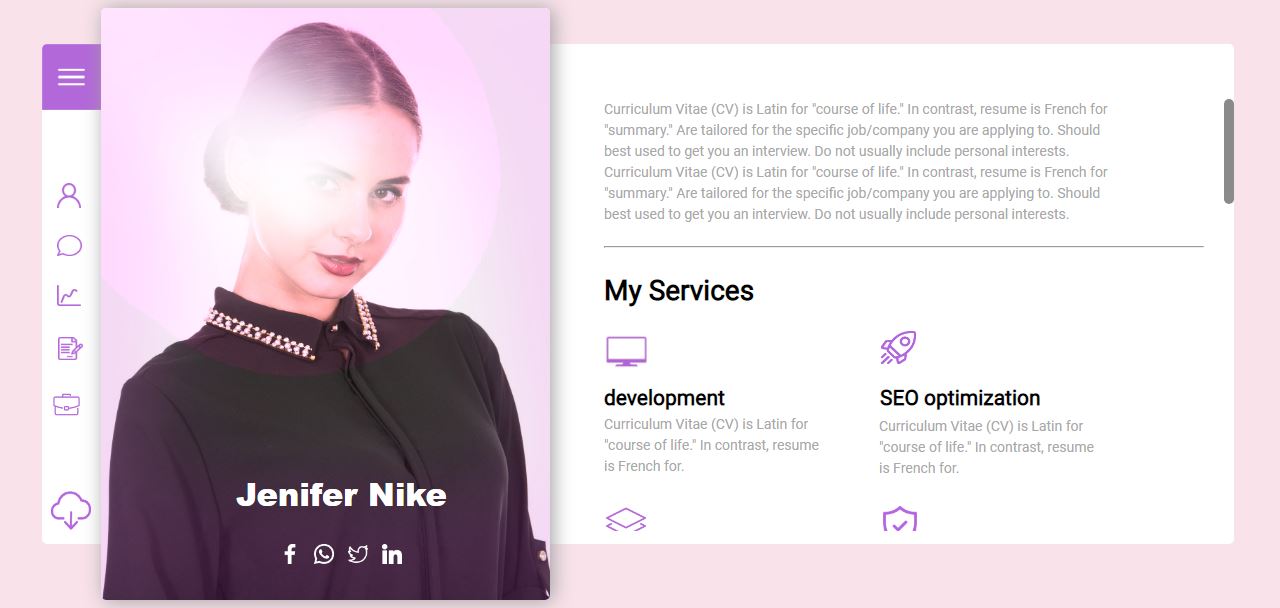 Curriculum Vitae (CV) is Latin for "course of life." In contrast, resume is French for
"summary." Are tailored for the specific job/company you are applying to. Should
best used to get you an interview. Do not usually include personal interests.
Curriculum Vitae (CV) is Latin for "course of life." In contrast, resume is French for
"summary." Are tailored for the specific job/company you are applying to. Should
best used to get you an interview. Do not usually include personal interests.
My Services
development
Curriculum Vitae (CV) is Latin for
"course of life." In contrast, resume
is French for.
SEO optimization
Curriculum Vitae (CV) is Latin for
"course of life." In contrast, resume
is French for.
Jenifer Nike